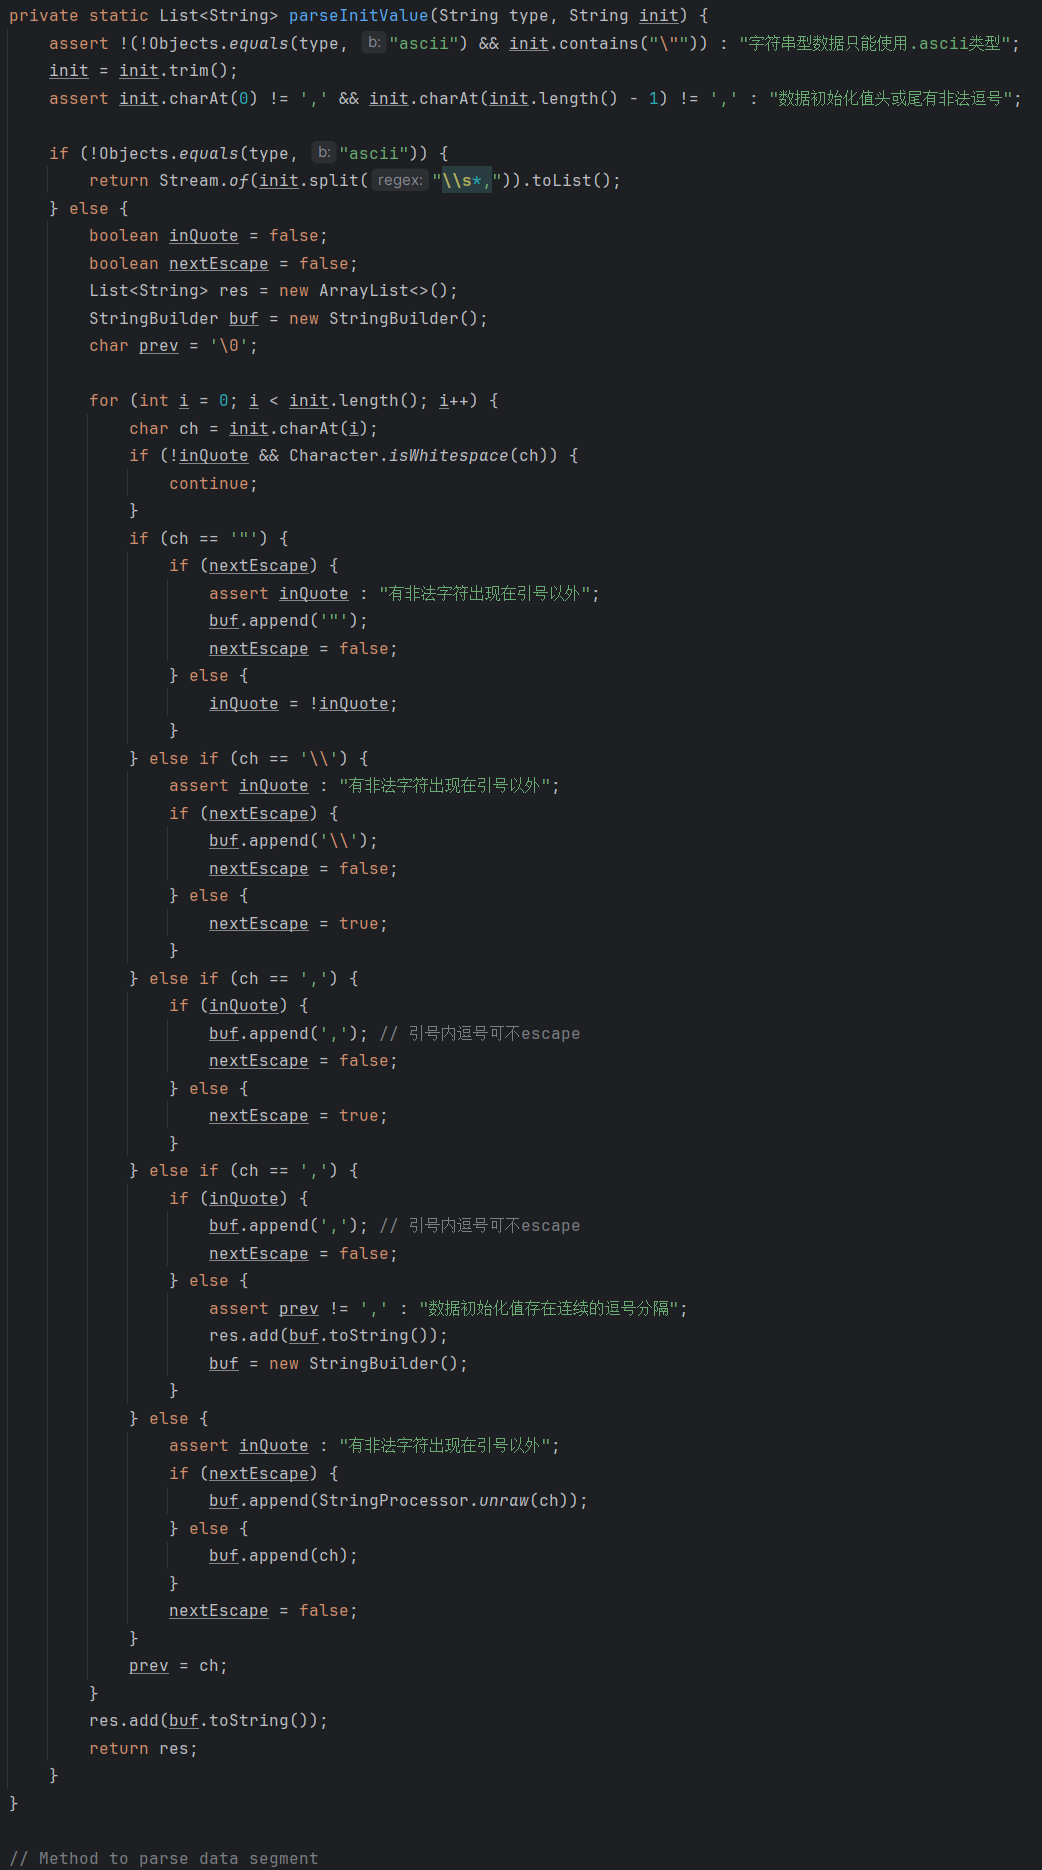 private static List<String> parseInitValue(String type, String init) {
    assert !(!Objects.equals(type, b: "ascii") && init.contains("\"")) : "字符串型数据只能使用.ascii类型";
    init = init.trim();
    assert init.charAt(0) != ',' && init.charAt(init.length() - 1) != ',' : "数据初始化值头或尾有非法逗号";

    if (!Objects.equals(type, b: "ascii")) {
        return Stream.of(init.split( regex: "\\s*,")).toList();
    } else {
        boolean inQuote = false;
        boolean nextEscape = false;
        List<String> res = new ArrayList<>();
        StringBuilder buf = new StringBuilder();
        char prev = '\0';

        for (int i = 0; i < init.length(); i++) {
            char ch = init.charAt(i);
            if (!inQuote && Character.isWhitespace(ch)) {
                continue;
            }
            if (ch == '"') {
                if (nextEscape) {
                    assert inQuote : "有非法字符出现在引号以外";
                    buf.append('"');
                    nextEscape = false;
                } else {
                    inQuote = !inQuote;
                }
            } else if (ch == '\\') {
                assert inQuote : "有非法字符出现在引号以外";
                if (nextEscape) {
                    buf.append('\\');
                    nextEscape = false;
                } else {
                    nextEscape = true;
                }
            } else if (ch == ',') {
                if (inQuote) {
                    buf.append(','); // 引号内逗号可不escape
                    nextEscape = false;
                } else {
                    nextEscape = true;
                }
            } else if (ch == ',') {
                if (inQuote) {
                    buf.append(','); // 引号内逗号可不escape
                    nextEscape = false;
                } else {
                    assert prev != ',' : "数据初始化值存在连续的逗号分隔";
                    res.add(buf.toString());
                    buf = new StringBuilder();
                }
            } else {
                assert inQuote : "有非法字符出现在引号以外";
                if (nextEscape) {
                    buf.append(StringProcessor.unraw(ch));
                } else {
                    buf.append(ch);
                }
                nextEscape = false;
            }
            prev = ch;
        }
        res.add(buf.toString());
        return res;
    }
}

// Method to parse data segment